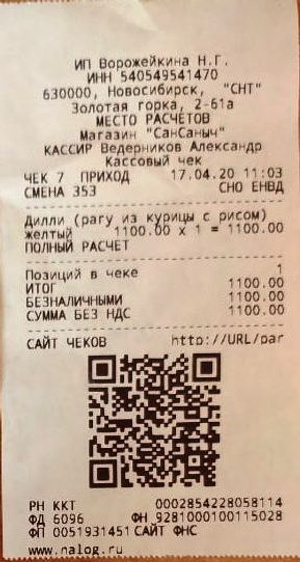 ИП Ворожейкина Н.Г.
ИНН 540549541470
630000, Новосибирск, "СНТ"
Золотая горка, 2-61а
МЕСТО РАСЧЕТОВ
Магазин "СанСаныч"
КАССИР Ведерников Александр
Кассовый чек
ЧЕК 7 ПРИХОД 17.04.20 11:03
СМЕНА 353 СНО ЕНВД
Дилли (рагу из курицы с рисом)
желтый 1100.00 x 1 = 1100.00
ПОЛНЫЙ РАСЧЕТ
Позиций в чеке 1
ИТОГ 1100.00
БЕЗНАЛИЧНЫМИ 1100.00
СУММА БЕЗ НДС 1100.00
САЙТ ЧЕКОВ http://URL/par
РН ККТ 0002854228058114
ФД 6096 ФН 9281000100115028
ФП 0051931451 САЙТ ФНС
www.nalog.ru